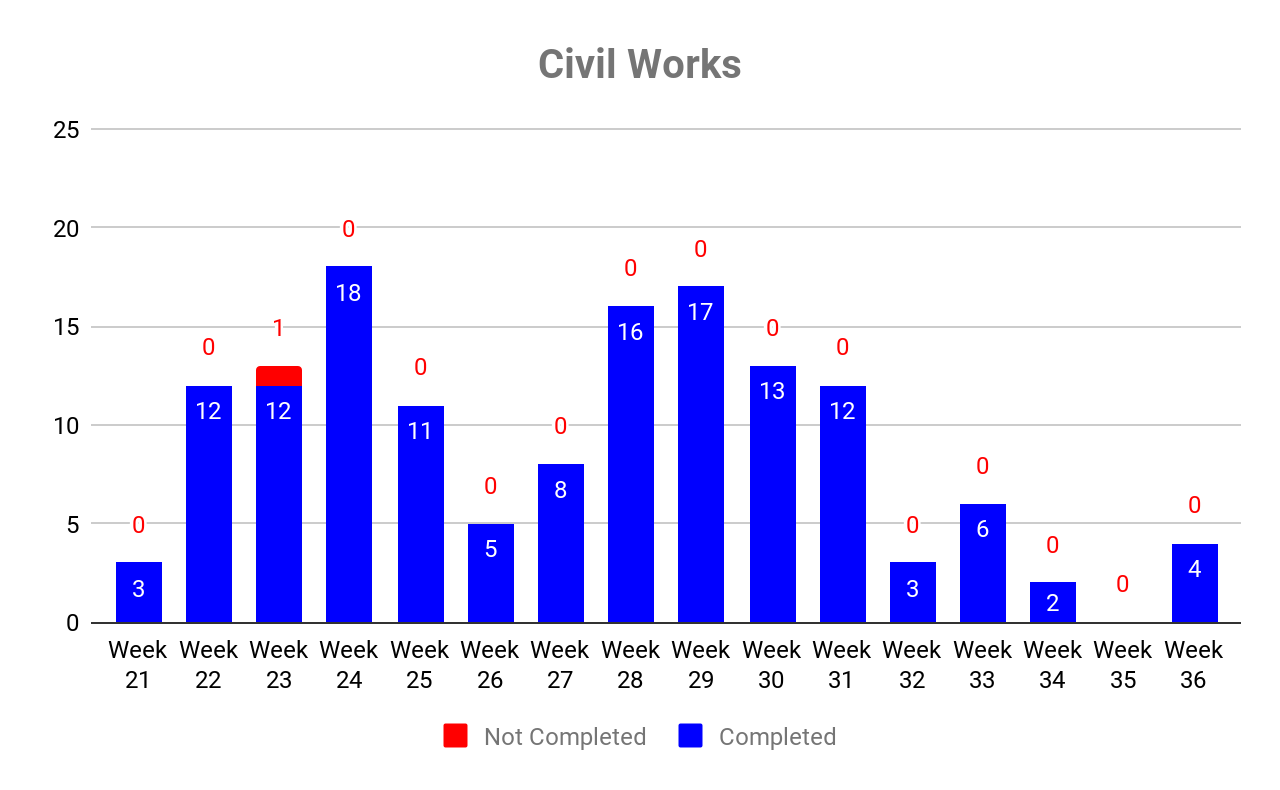 Civil Works
25
20
15
10
5
0
0 0 1 0 0 0 0 0 0 0 0 0 0 0 0 0
3 12 12 18 11 5 8 16 17 13 12 3 6 2 4
Week Week Week Week Week Week Week Week Week Week Week Week Week Week Week Week
21 22 23 24 25 26 27 28 29 30 31 32 33 34 35 36
Not Completed Completed